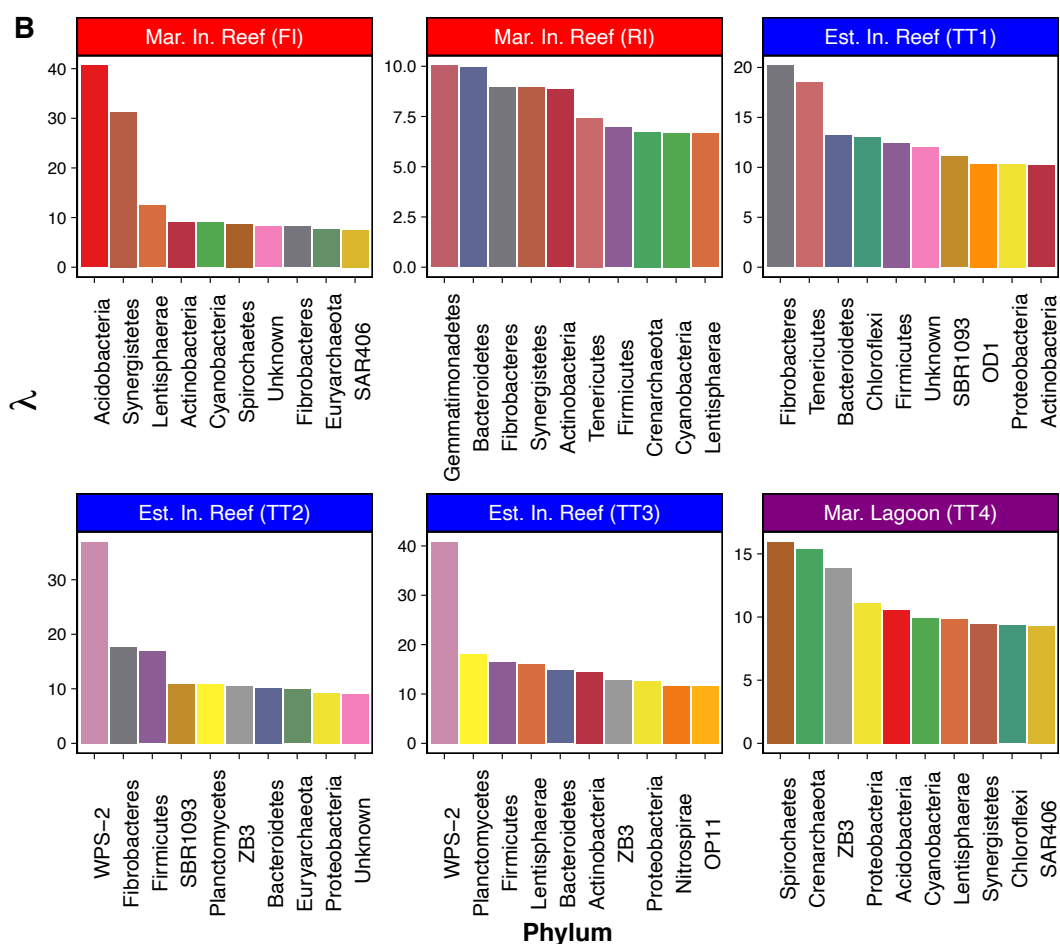 B
Mar. In. Reef (FI)
Mar. In. Reef (RI)
Est. In. Reef (TT1)
40
30
20
10
0
10.0
7.5
5.0
2.5
0.0
20
15
10
5
0
Acidobacteria
Synergistetes
Lentisphaerae
Actinobacteria
Cyanobacteria
Spirochaetes
Unknown
Fibrobacteres
Euryarchaeota
SAR406
Gemmatimonadetes
Bacteroidetes
Fibrobacteres
Synergistetes
Actinobacteria
Tenericutes
Firmicutes
Crenarchaeota
Cyanobacteria
Lentisphaerae
Fibrobacteres
Tenericutes
Bacteroidetes
Chloroflexi
Firmicutes
Unknown
SBR1093
OD1
Proteobacteria
Actinobacteria
λ
Est. In. Reef (TT2)
Est. In. Reef (TT3)
Mar. Lagoon (TT4)
30
20
10
0
40
30
20
10
0
15
10
5
0
WPS−2
Fibrobacteres
Firmicutes
SBR1093
Planctomycetes
ZB3
Bacteroidetes
Euryarchaeota
Proteobacteria
Unknown
WPS−2
Planctomycetes
Firmicutes
Lentisphaerae
Bacteroidetes
Actinobacteria
ZB3
Proteobacteria
Nitrospirae
OP11
Spirochaetes
Crenarchaeota
ZB3
Proteobacteria
Acidobacteria
Cyanobacteria
Lentisphaerae
Synergistetes
Chloroflexi
SAR406
Phylum